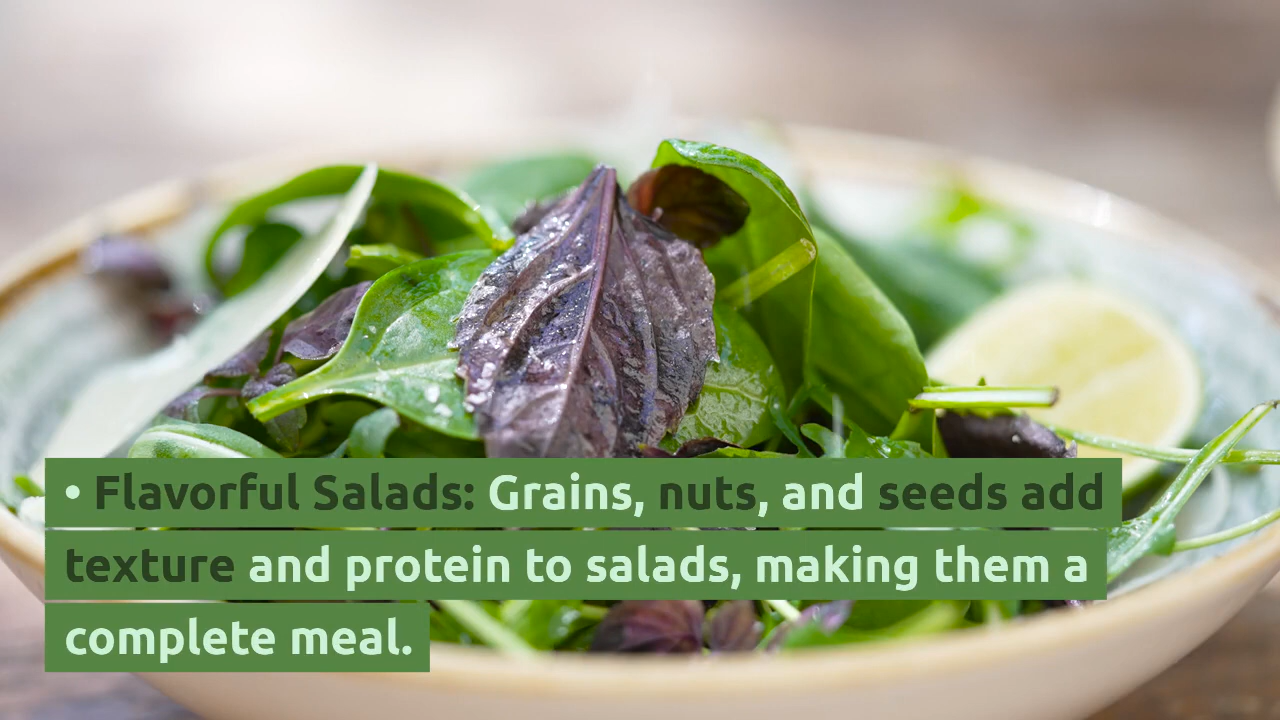 • Flavorful Salads: Grains, nuts, and seeds add
texture and protein to salads, making them a
complete meal.